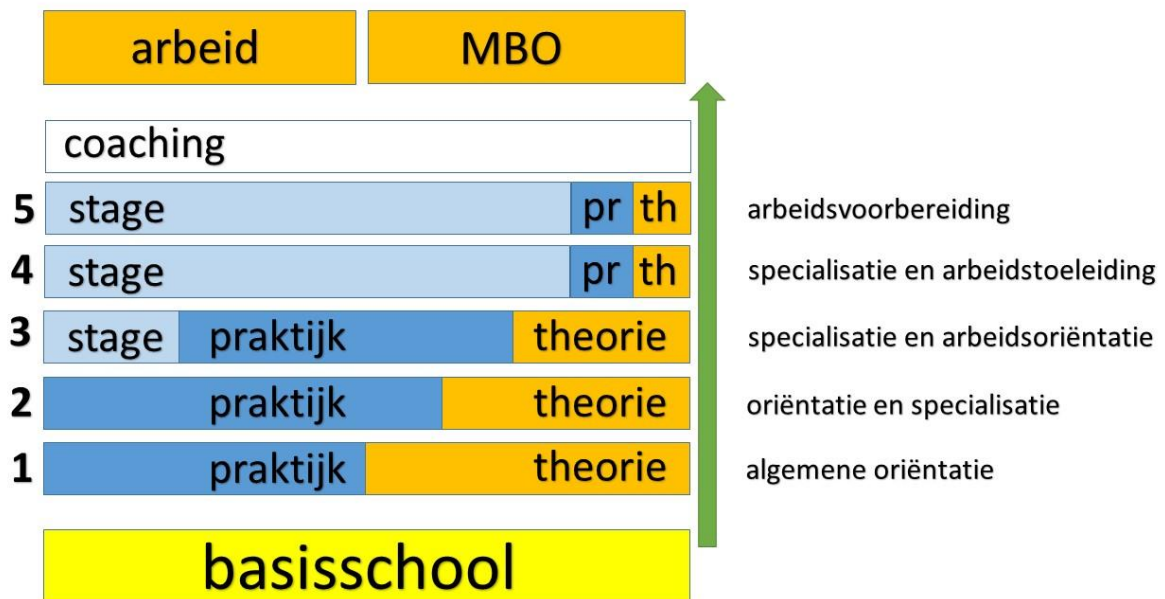 arbeid MBO
coaching
5 stage pr th arbeidsvoorbereiding
4 stage pr th specialisatie en arbeidstoeleiding
3 stage praktijk theorie specialisatie en arbeidsoriëntatie
2 praktijk theorie oriëntatie en specialisatie
1 praktijk theorie algemene oriëntatie
basisschool